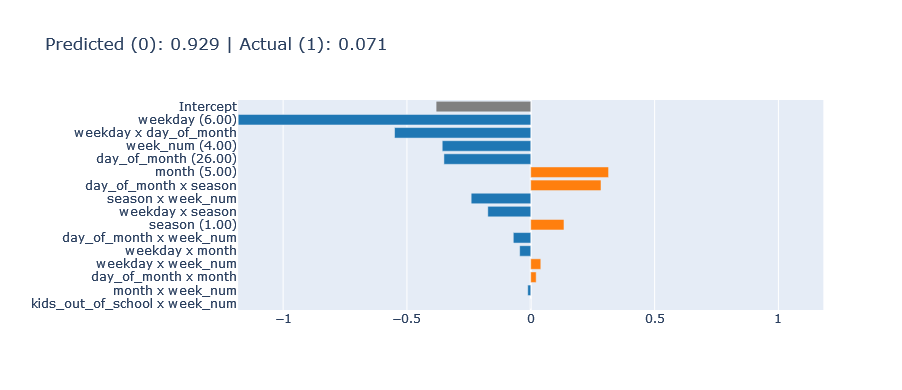 Predicted (0): 0.929 | Actual (1): 0.071
Intercept
weekday (6.00)
weekday x day_of_month
week_num (4.00)
day_of_month (26.00)
month (5.00)
day_of_month x season
season x week_num
weekday x season
season (1.00)
day_of_month x week_num
weekday x month
weekday x week_num
day_of_month x month
month x week_num
kids_out_of_school x week_num
−1 −0.5 0 0.5 1